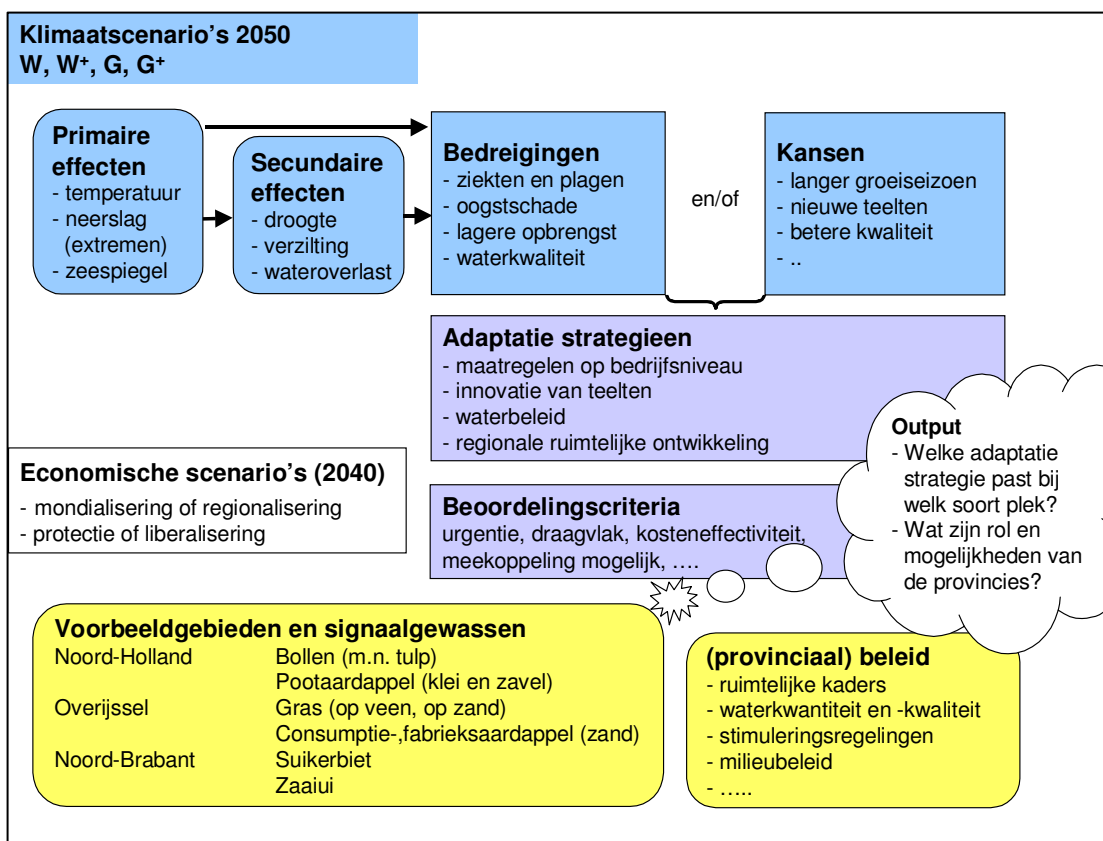 Klimaatscenario's 2050
W, W+, G, G+
Primaire
effecten
- temperatuur
- neerslag
(extremen)
- zeespiegel
Secundaire
effecten
- droogte
- verzilting
- wateroverlast
Bedreigingen
- ziekten en plagen
- oogstschade
- lagere opbrengst
- waterkwaliteit
en/of
Kansen
- langer groeiseizoen
- nieuwe teelten
- betere kwaliteit
- ..
Adaptatie strategieen
- maatregelen op bedrijfsniveau
- innovatie van teelten
- waterbeleid
- regionale ruimtelijke ontwikkeling
Output
- Welke adaptatie
strategie past bij
welk soort plek?
- Wat zijn rol en
mogelijkheden van
de provincies?
Economische scenario's (2040)
- mondialisering of regionalisering
- protectie of liberalisering
Beoordelingscriteria
urgentie, draagvlak, kosteneffectiviteit,
meekoppeling mogelijk, ....
Voorbeeldgebieden en signaalgewassen
Noord-Holland Bollen (m.n. tulp)
Pootaardappel (klei en zavel)
Overijssel Gras (op veen, op zand)
Consumptie-,fabrieksaardappel (zand)
Noord-Brabant Suikerbiet
Zaaiui
(provinciaal) beleid
- ruimtelijke kaders
- waterkwantiteit en -kwaliteit
- stimuleringsregelingen
- milieubeleid
- .....